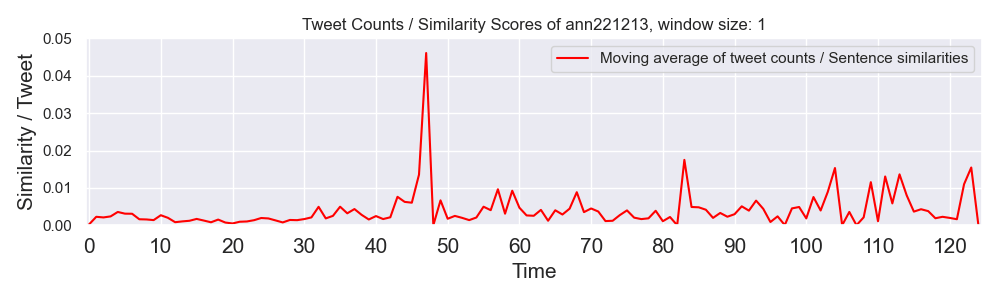 Tweet Counts / Similarity Scores of ann221213, window size: 1
Moving average of tweet counts / Sentence similarities
Similarity / Tweet
0.05
0.04
0.03
0.02
0.01
0.00
0 10 20 30 40 50 60 70 80 90 100 110 120
Time